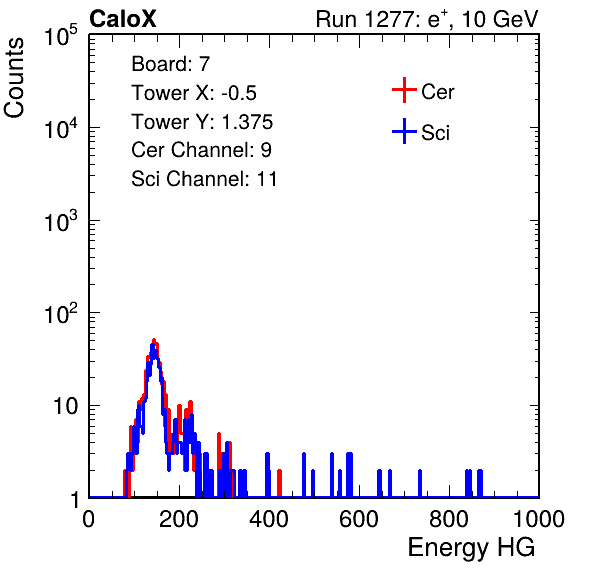 CaloX Run 1277: e⁺, 10 GeV
Counts
Board: 7
Tower X: -0.5
Tower Y: 1.375
Cer Channel: 9
Sci Channel: 11
Cer
Sci
10⁵
10⁴
10³
10²
10
1
0 200 400 600 800 1000
Energy HG